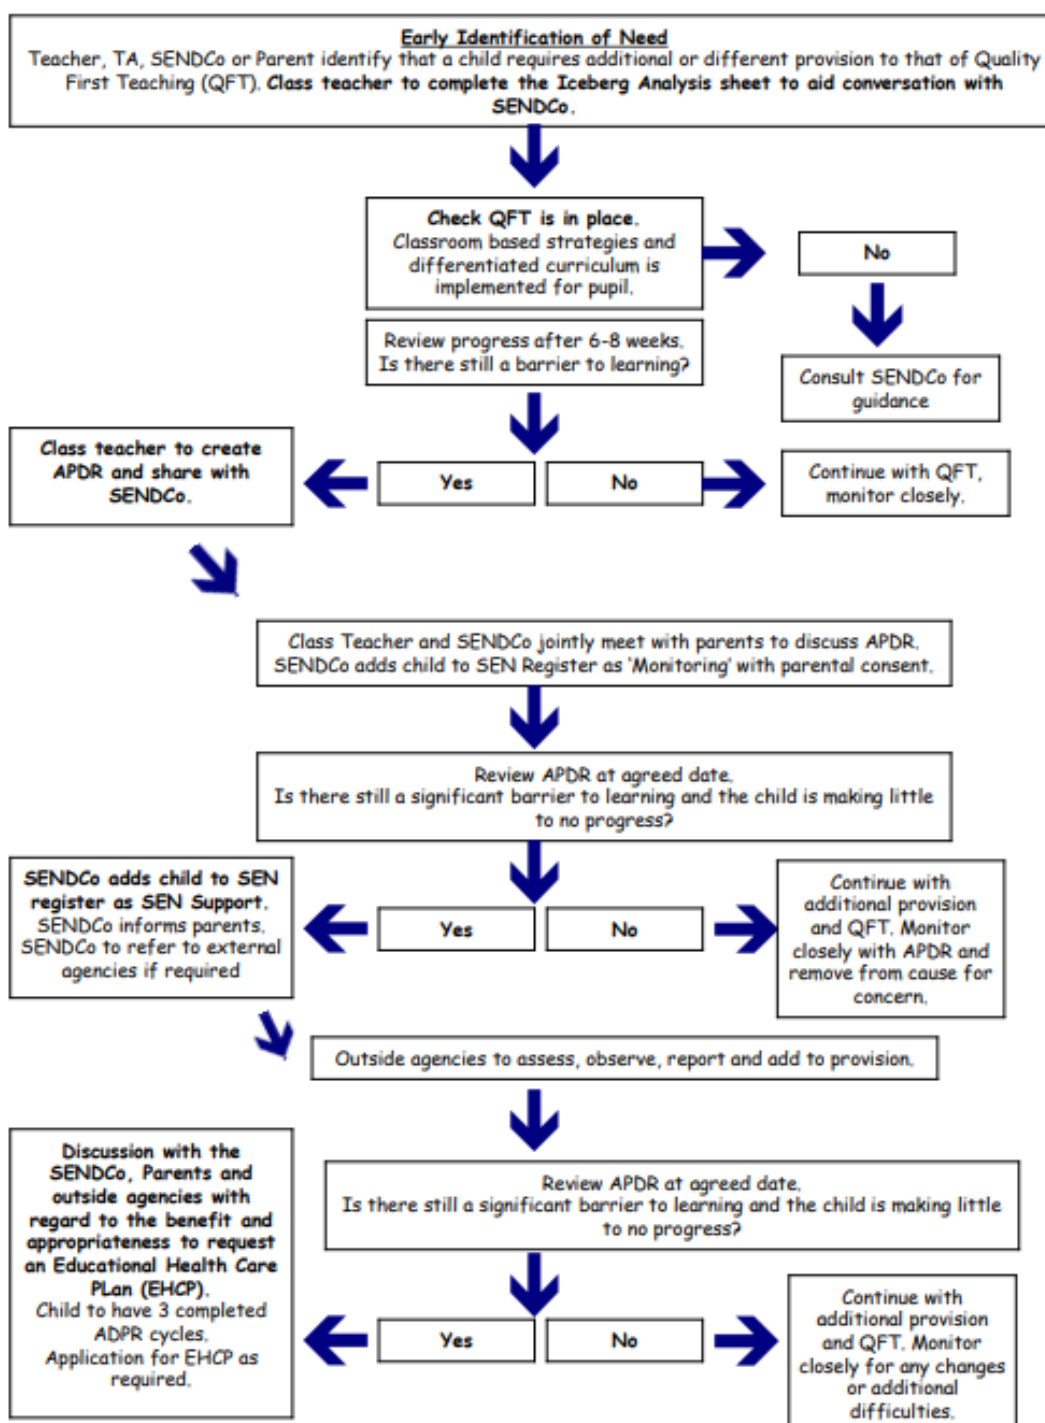 Early Identification of Need
Teacher, TA, SENDCo or Parent identify that a child requires additional or different provision to that of Quality
First Teaching (QFT). Class teacher to complete the Iceberg Analysis sheet to aid conversation with
SENDCo.
Check QFT is in place.
Classroom based strategies and
differentiated curriculum is
implemented for pupil.
No
Review progress after 6-8 weeks.
Is there still a barrier to learning?
Consult SENDCo for
guidance
Class teacher to create
APDR and share with
SENDCo.
Yes
No
Continue with QFT,
monitor closely.
Class Teacher and SENDCo jointly meet with parents to discuss APDR.
SENDCo adds child to SEN Register as 'Monitoring' with parental consent.
Review APDR at agreed date.
Is there still a significant barrier to learning and the child is making little
to no progress?
SENDCo adds child to SEN
register as SEN Support.
SENDCo informs parents.
SENDCo to refer to external
agencies if required
Yes
No
Continue with
additional provision
and QFT. Monitor
closely with APDR and
remove from cause for
concern.
Outside agencies to assess, observe, report and add to provision.
Review APDR at agreed date.
Is there still a significant barrier to learning and the child is making little
to no progress?
Discussion with the
SENDCo, Parents and
outside agencies with
regard to the benefit and
appropriateness to request
an Educational Health Care
PLan (EHCP).
Child to have 3 completed
ADPR cycles.
Application for EHCP as
required.
Yes
No
Continue with
additional provision
and QFT. Monitor
closely for any changes
or additional
difficulties.